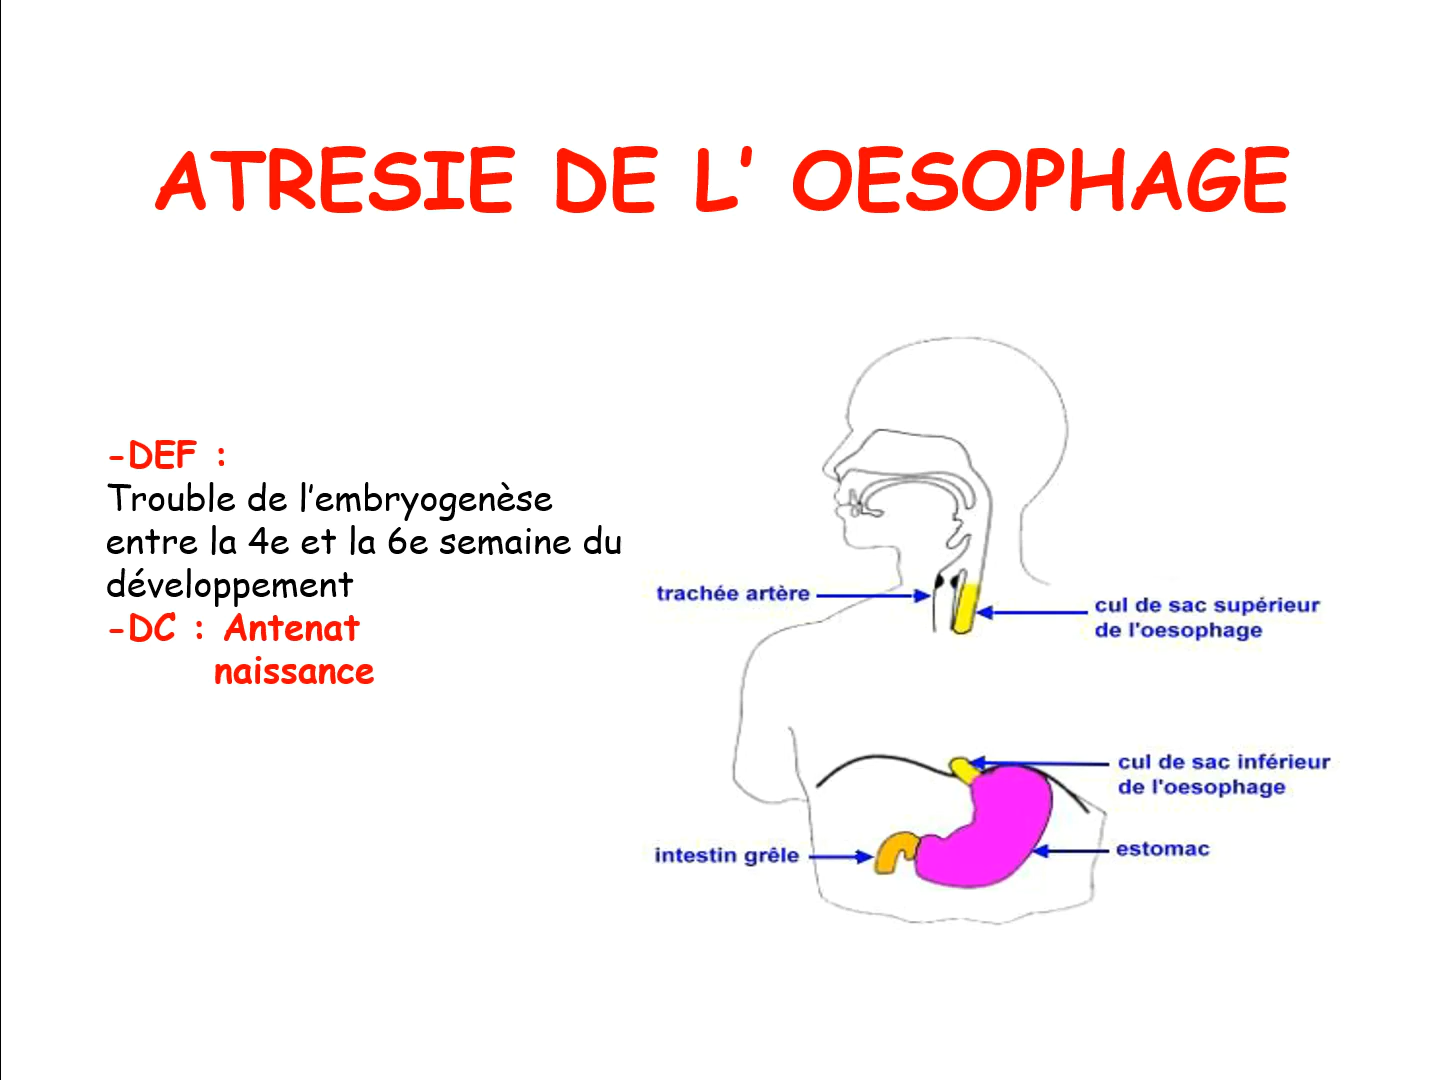 ATRESIE DE L’ OESOPHAGE
-DEF :
Trouble de l’embryogenèse
entre la 4e et la 6e semaine du
développement
-DC : Antenat
naissance
trachée artère
cul de sac supérieur
de l'oesophage
cul de sac inférieur
de l'oesophage
intestin grêle
estomac